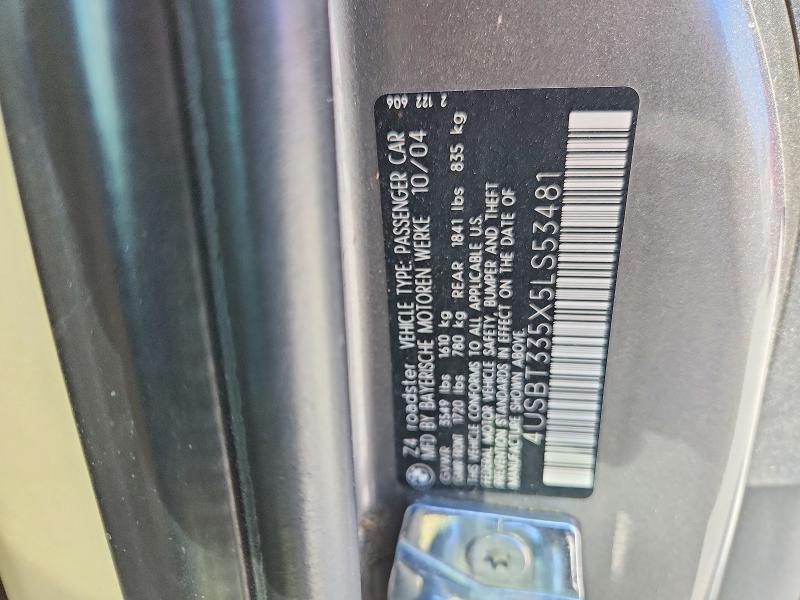 2 122 606
Z4 roadster VEHICLE TYPE: PASSENGER CAR
MFD BY BAYERISCHE MOTOREN WERKE 10/04
GVWR 3549 lbs 1610 kg
GAWR FRONT 1720 lbs 780 kg REAR 1841 lbs 835 kg
THIS VEHICLE CONFORMS TO ALL APPLICABLE U.S.
FEDERAL MOTOR VEHICLE SAFETY, BUMPER AND THEFT
PREVENTION STANDARDS IN EFFECT ON THE DATE OF
MANUFACTURE SHOWN ABOVE.
4USBT335X5LS53481